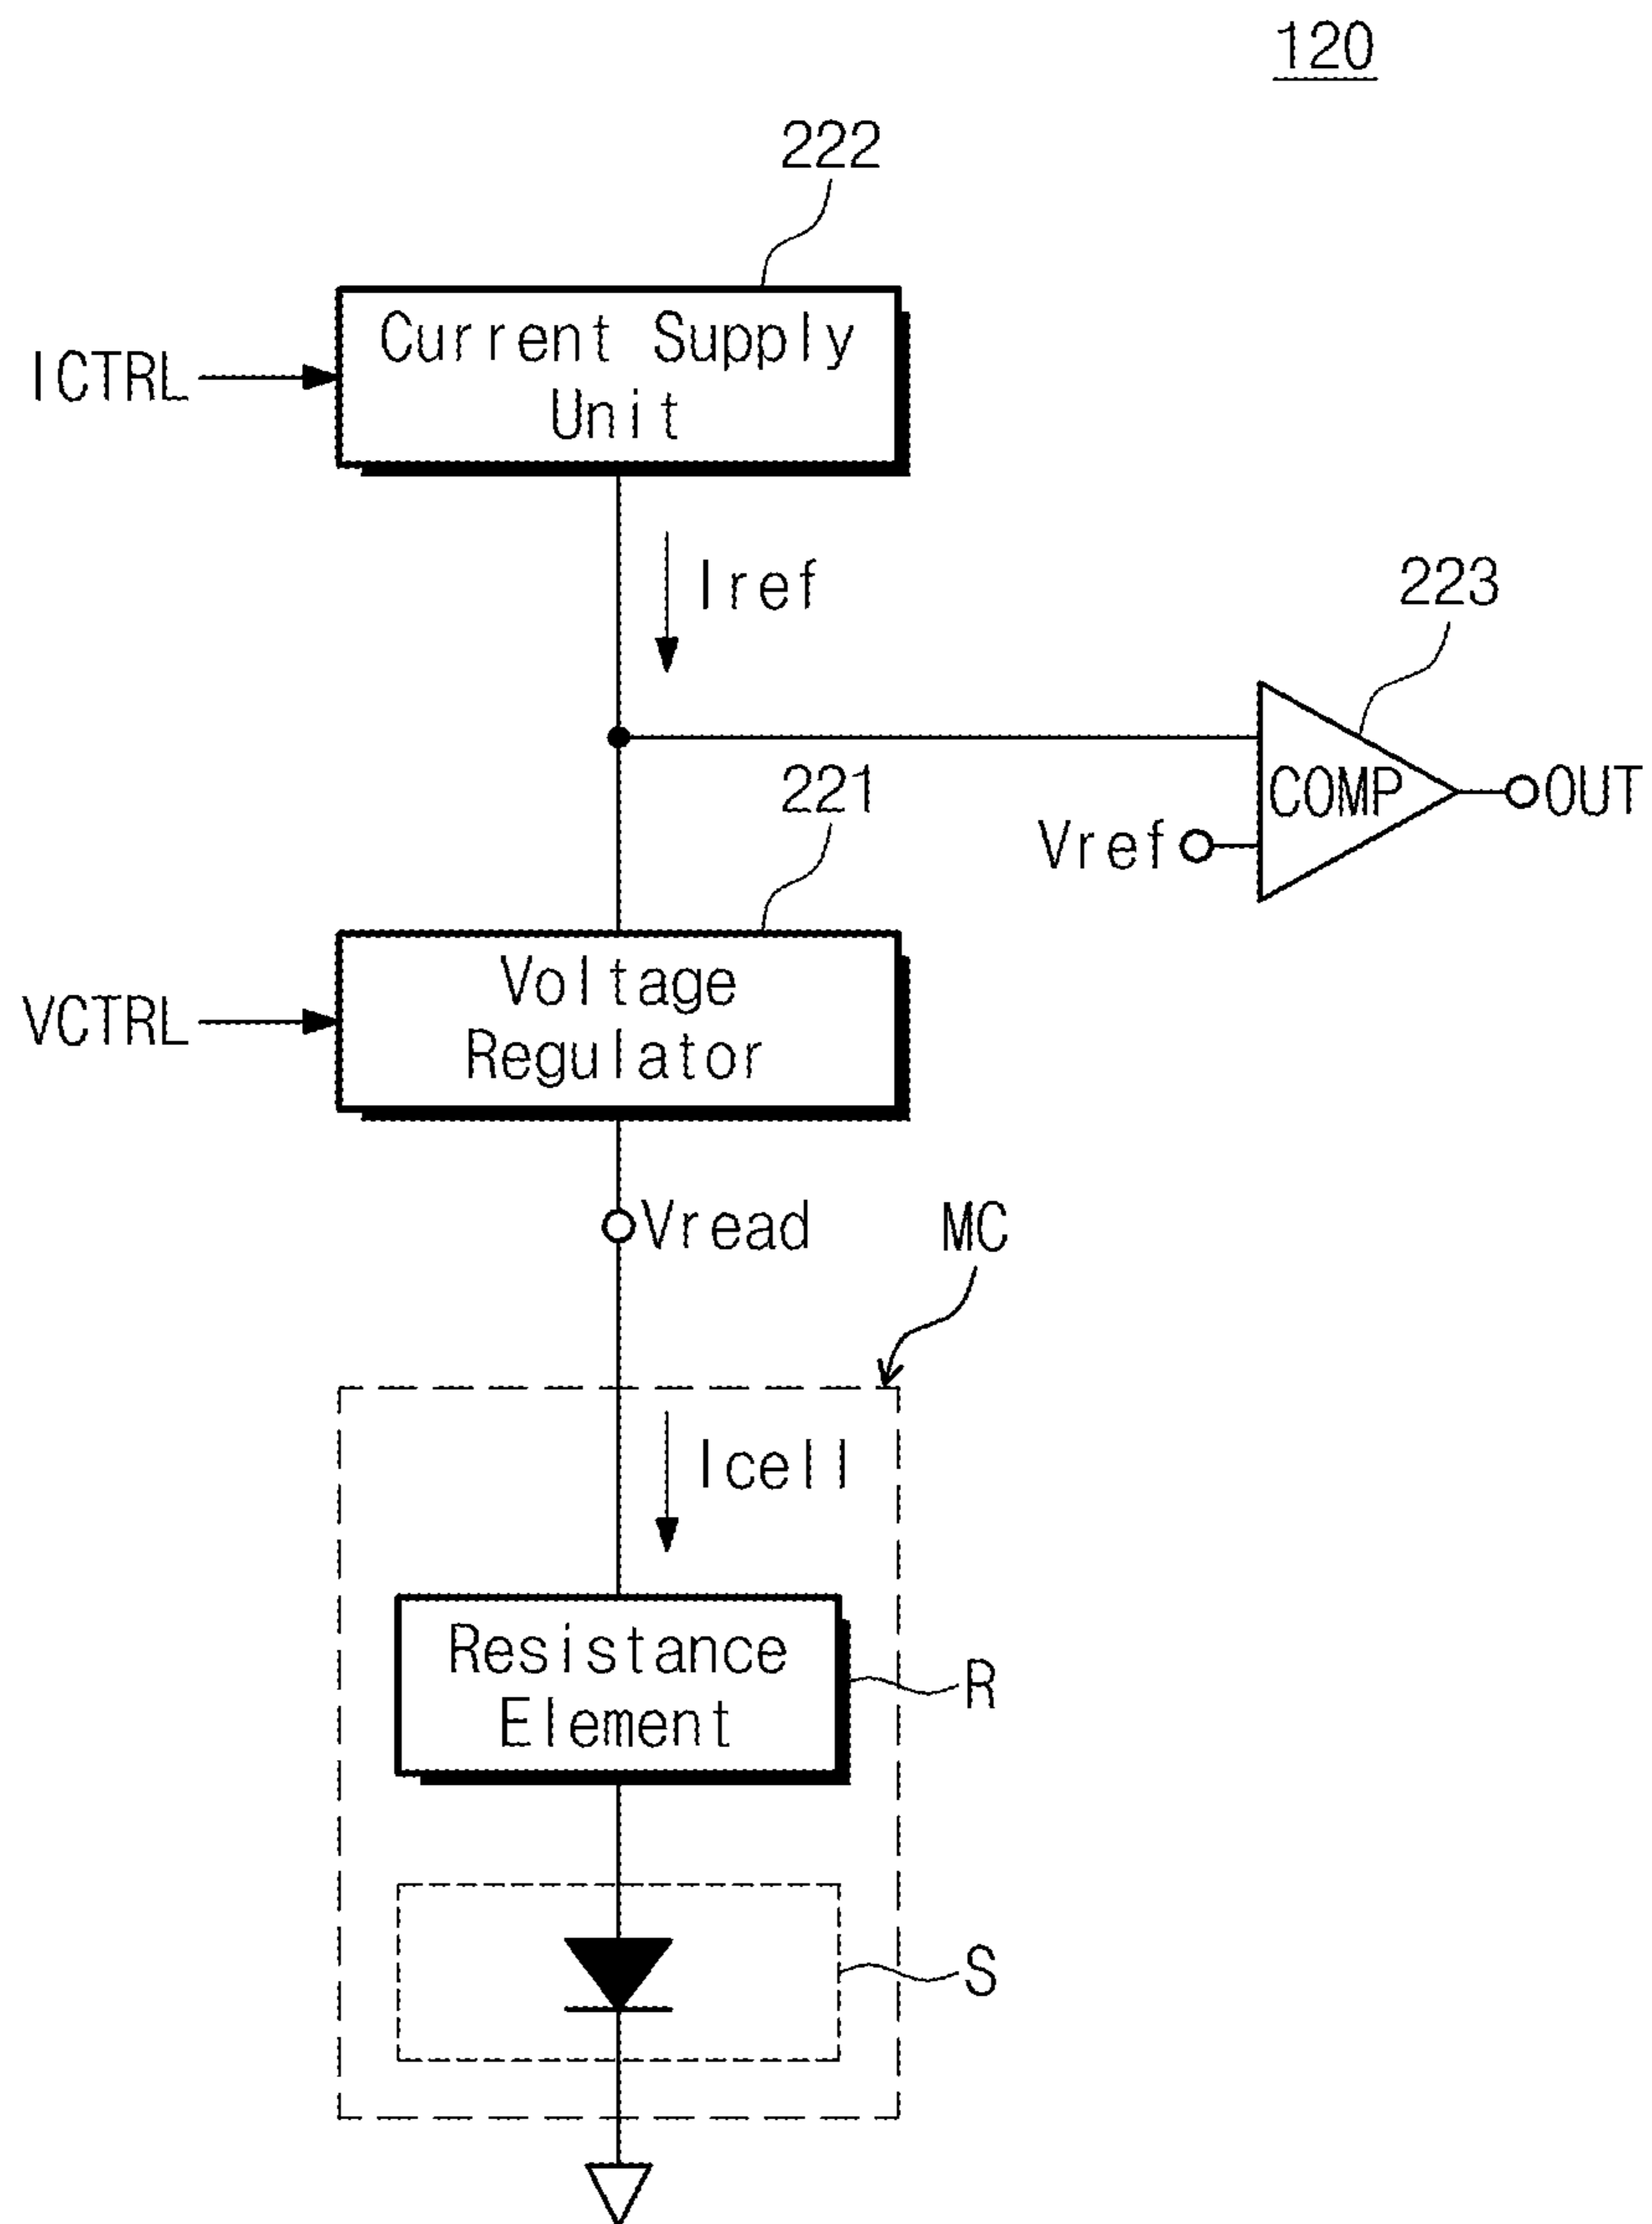 120
222
Current Supply
Unit
ICTRL
Iref
223
COMP
OUT
Vref
221
Voltage
Regulator
VCTRL
Vread
MC
Icell
Resistance
Element
R
S